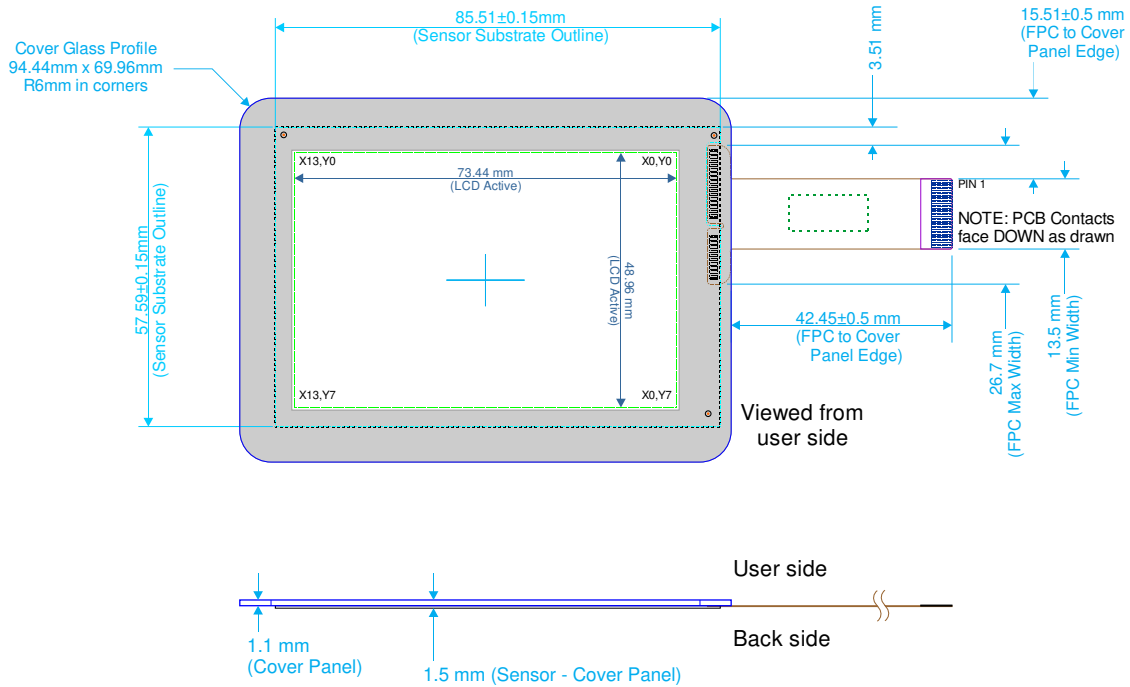 85.51±0.15mm
(Sensor Substrate Outline)
15.51±0.5 mm
(FPC to Cover
Panel Edge)
3.51 mm
Cover Glass Profile
94.44mm x 69.96mm
R6mm in corners
X13,Y0
X0,Y0
73.44 mm
(LCD Active)
PIN 1
NOTE: PCB Contacts
face DOWN as drawn
57.59±0.15mm
(Sensor Substrate Outline)
48.96 mm
(LCD Active)
42.45±0.5 mm
(FPC to Cover
Panel Edge)
26.7 mm
(FPC Max Width)
13.5 mm
(FPC Min Width)
X13,Y7
X0,Y7
Viewed from
user side
User side
Back side
1.1 mm
(Cover Panel)
1.5 mm (Sensor - Cover Panel)